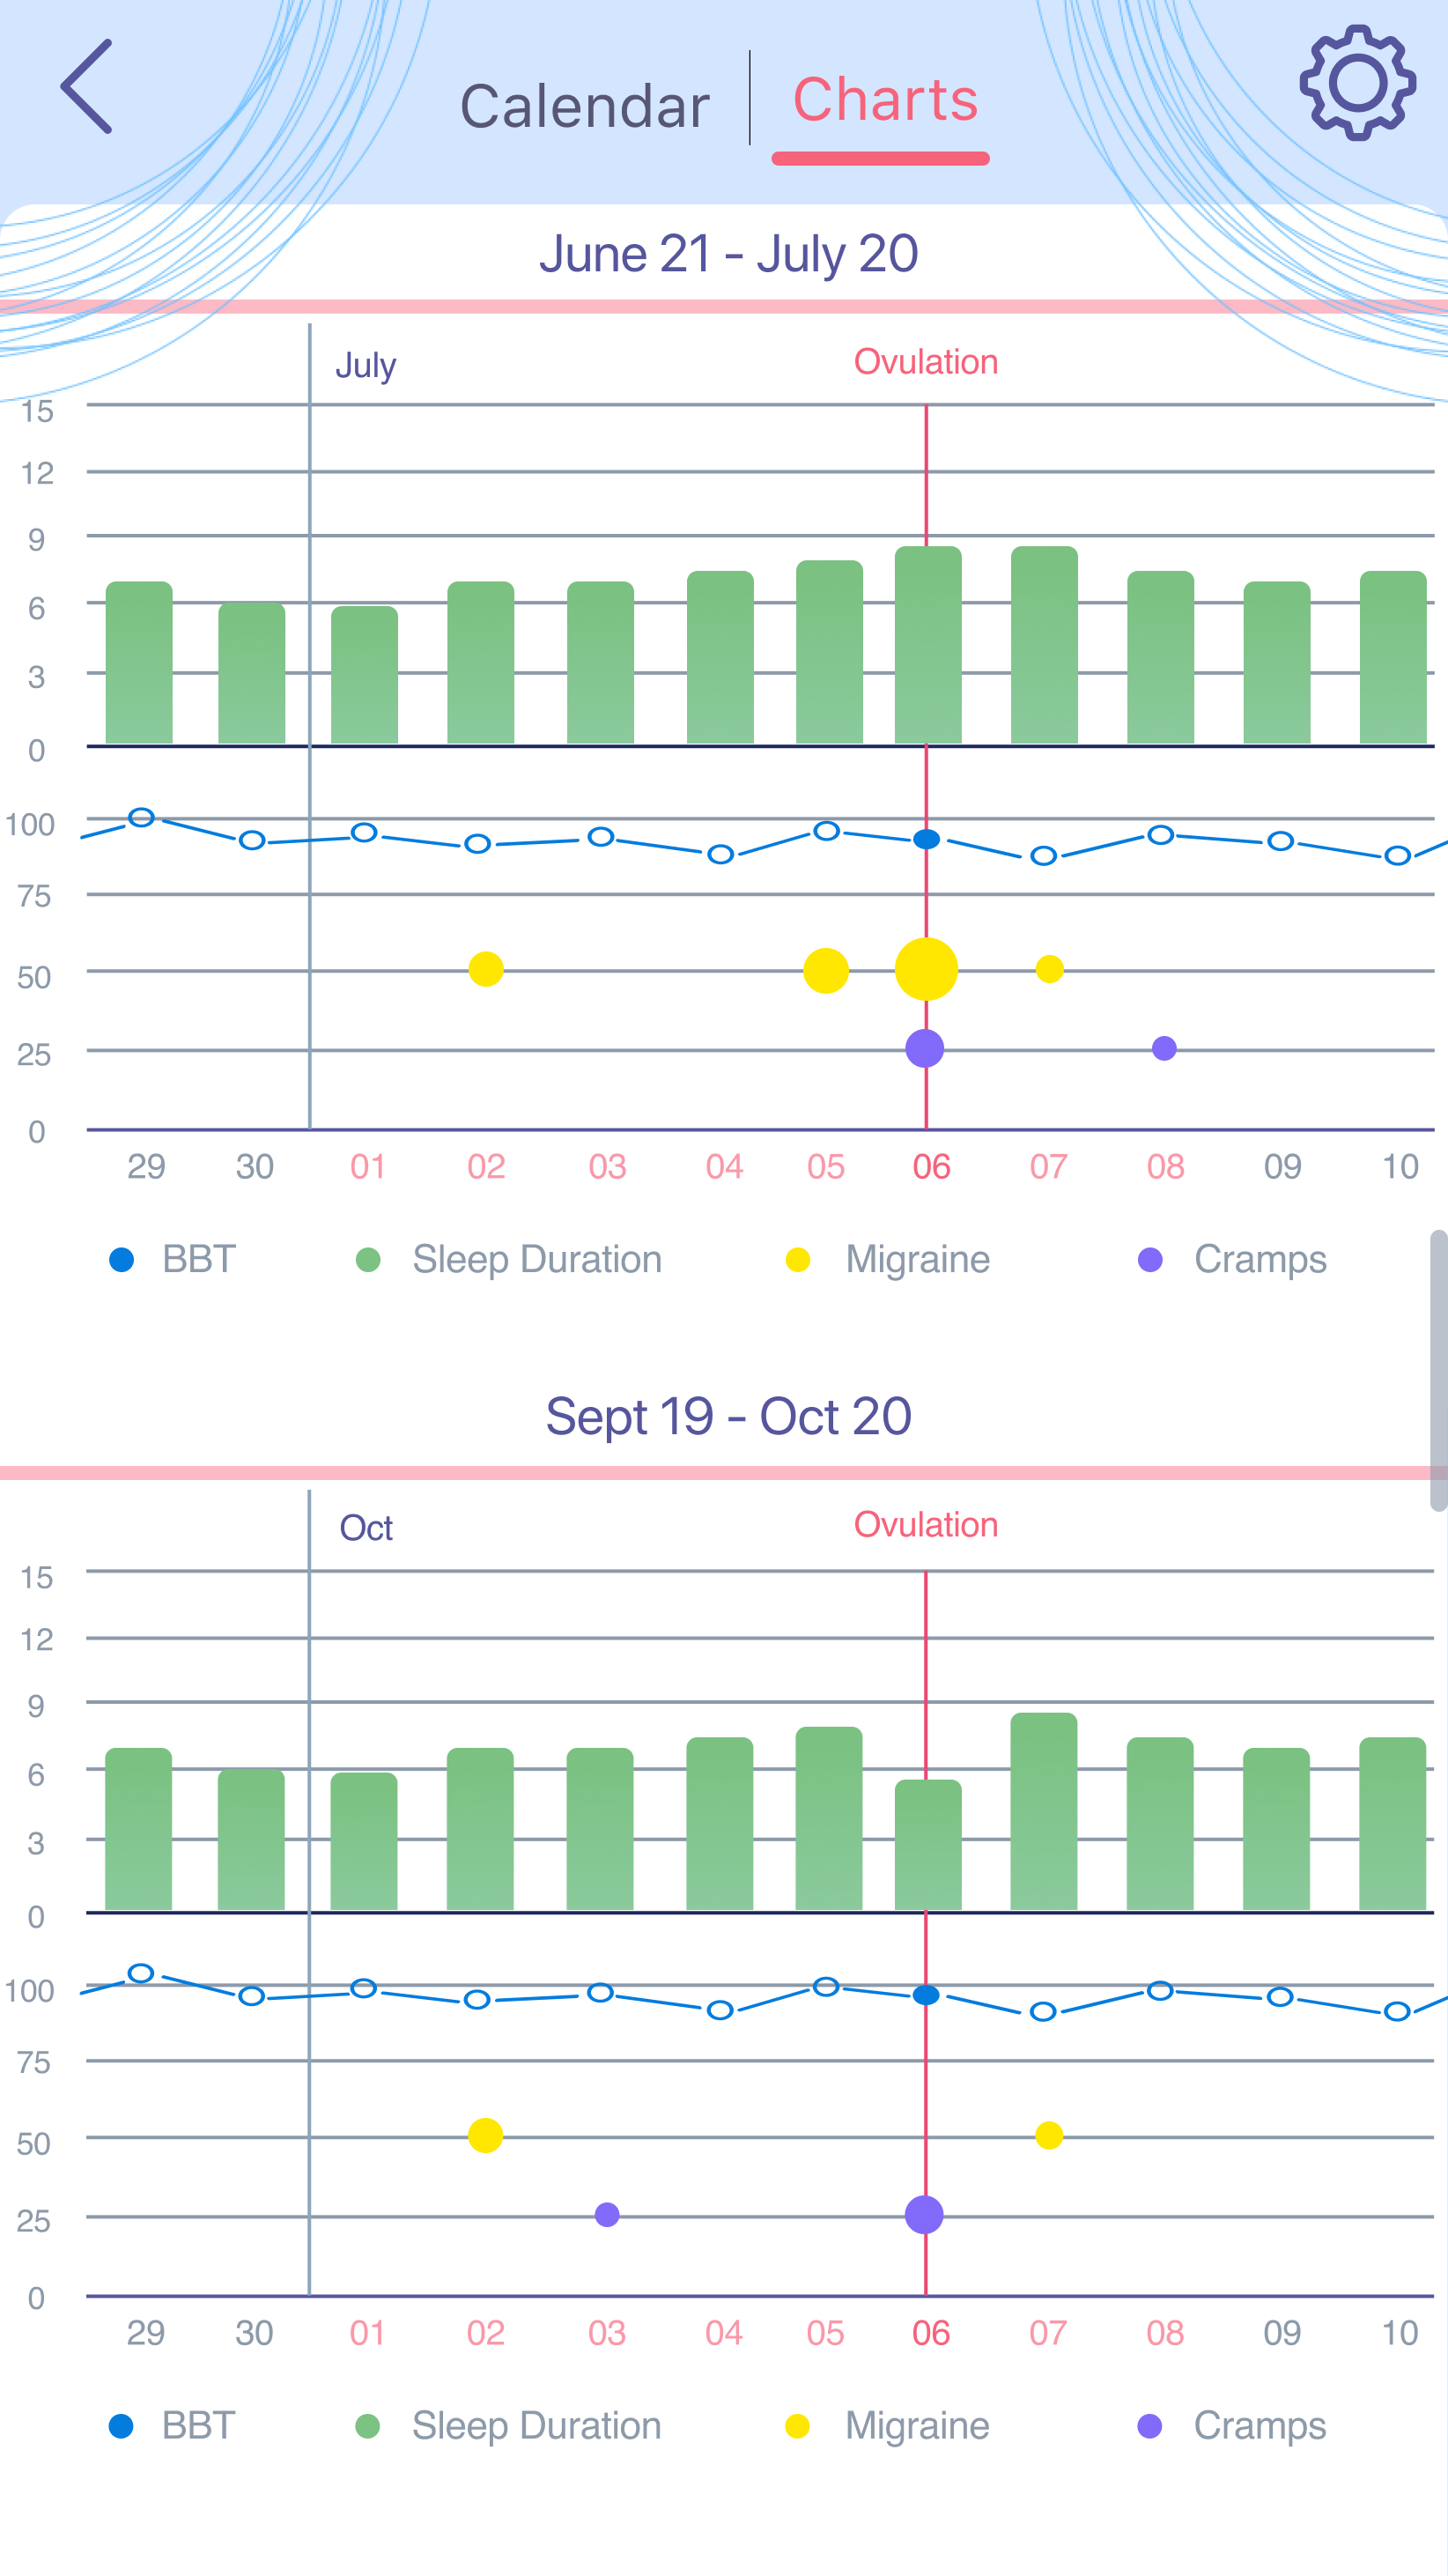 Calendar | Charts
June 21 - July 20
July Ovulation
15
12
9
6
3
0
100
75
50
25
0
29 30 01 02 03 04 05 06 07 08 09 10
BBT Sleep Duration Migraine Cramps
Sept 19 - Oct 20
Oct Ovulation
15
12
9
6
3
0
100
75
50
25
0
29 30 01 02 03 04 05 06 07 08 09 10
BBT Sleep Duration Migraine Cramps